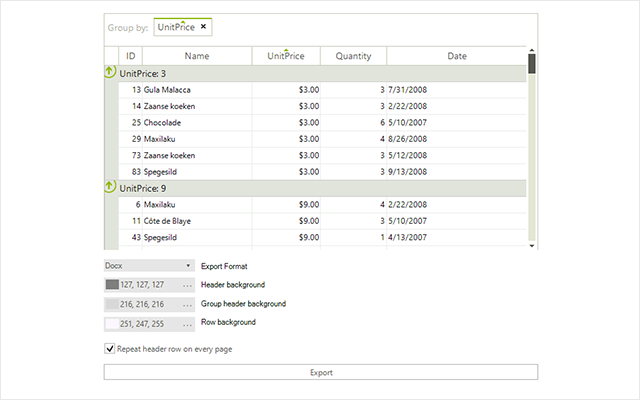 Group by: UnitPrice ×
ID Name UnitPrice Quantity Date
UnitPrice: 3
13 Gula Malacca $3.00 3 7/31/2008
14 Zaanse koeken $3.00 3 2/22/2008
25 Chocolade $3.00 6 5/10/2007
29 Maxilaku $3.00 4 8/26/2008
73 Zaanse koeken $3.00 3 5/12/2008
83 Spegesild $3.00 3 9/13/2008
UnitPrice: 9
6 Maxilaku $9.00 4 2/22/2008
11 Côte de Blaye $9.00 3 5/10/2007
43 Spegesild $9.00 1 4/13/2007
Docx Export Format
127, 127, 127 ... Header background
216, 216, 216 ... Group header background
251, 247, 255 ... Row background
Repeat header row on every page
Export